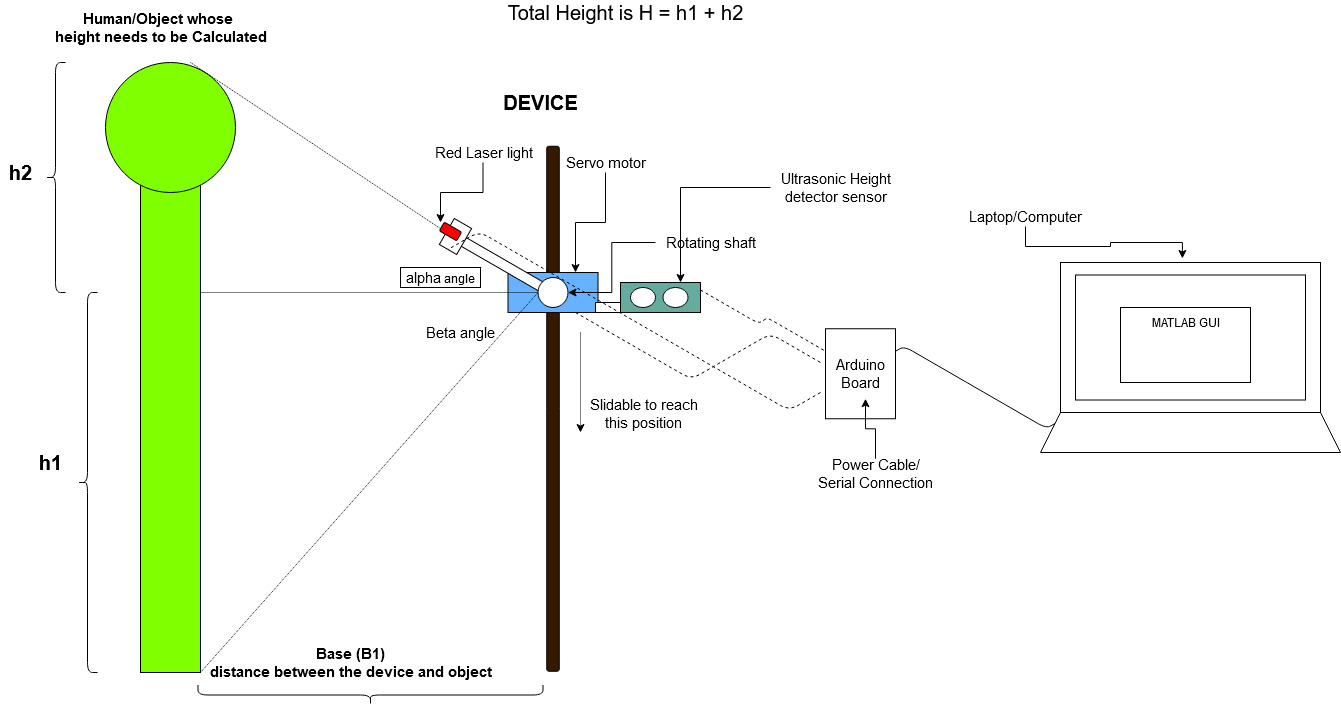 Total Height is H = h1 + h2
Human/Object whose
height needs to be Calculated
DEVICE
h2
Red Laser light
Servo motor
Ultrasonic Height
detector sensor
Laptop/Computer
Rotating shaft
alpha angle
Beta angle
MATLAB GUI
Arduino
Board
Slidable to reach
this position
h1
Power Cable/
Serial Connection
Base (B1)
distance between the device and object